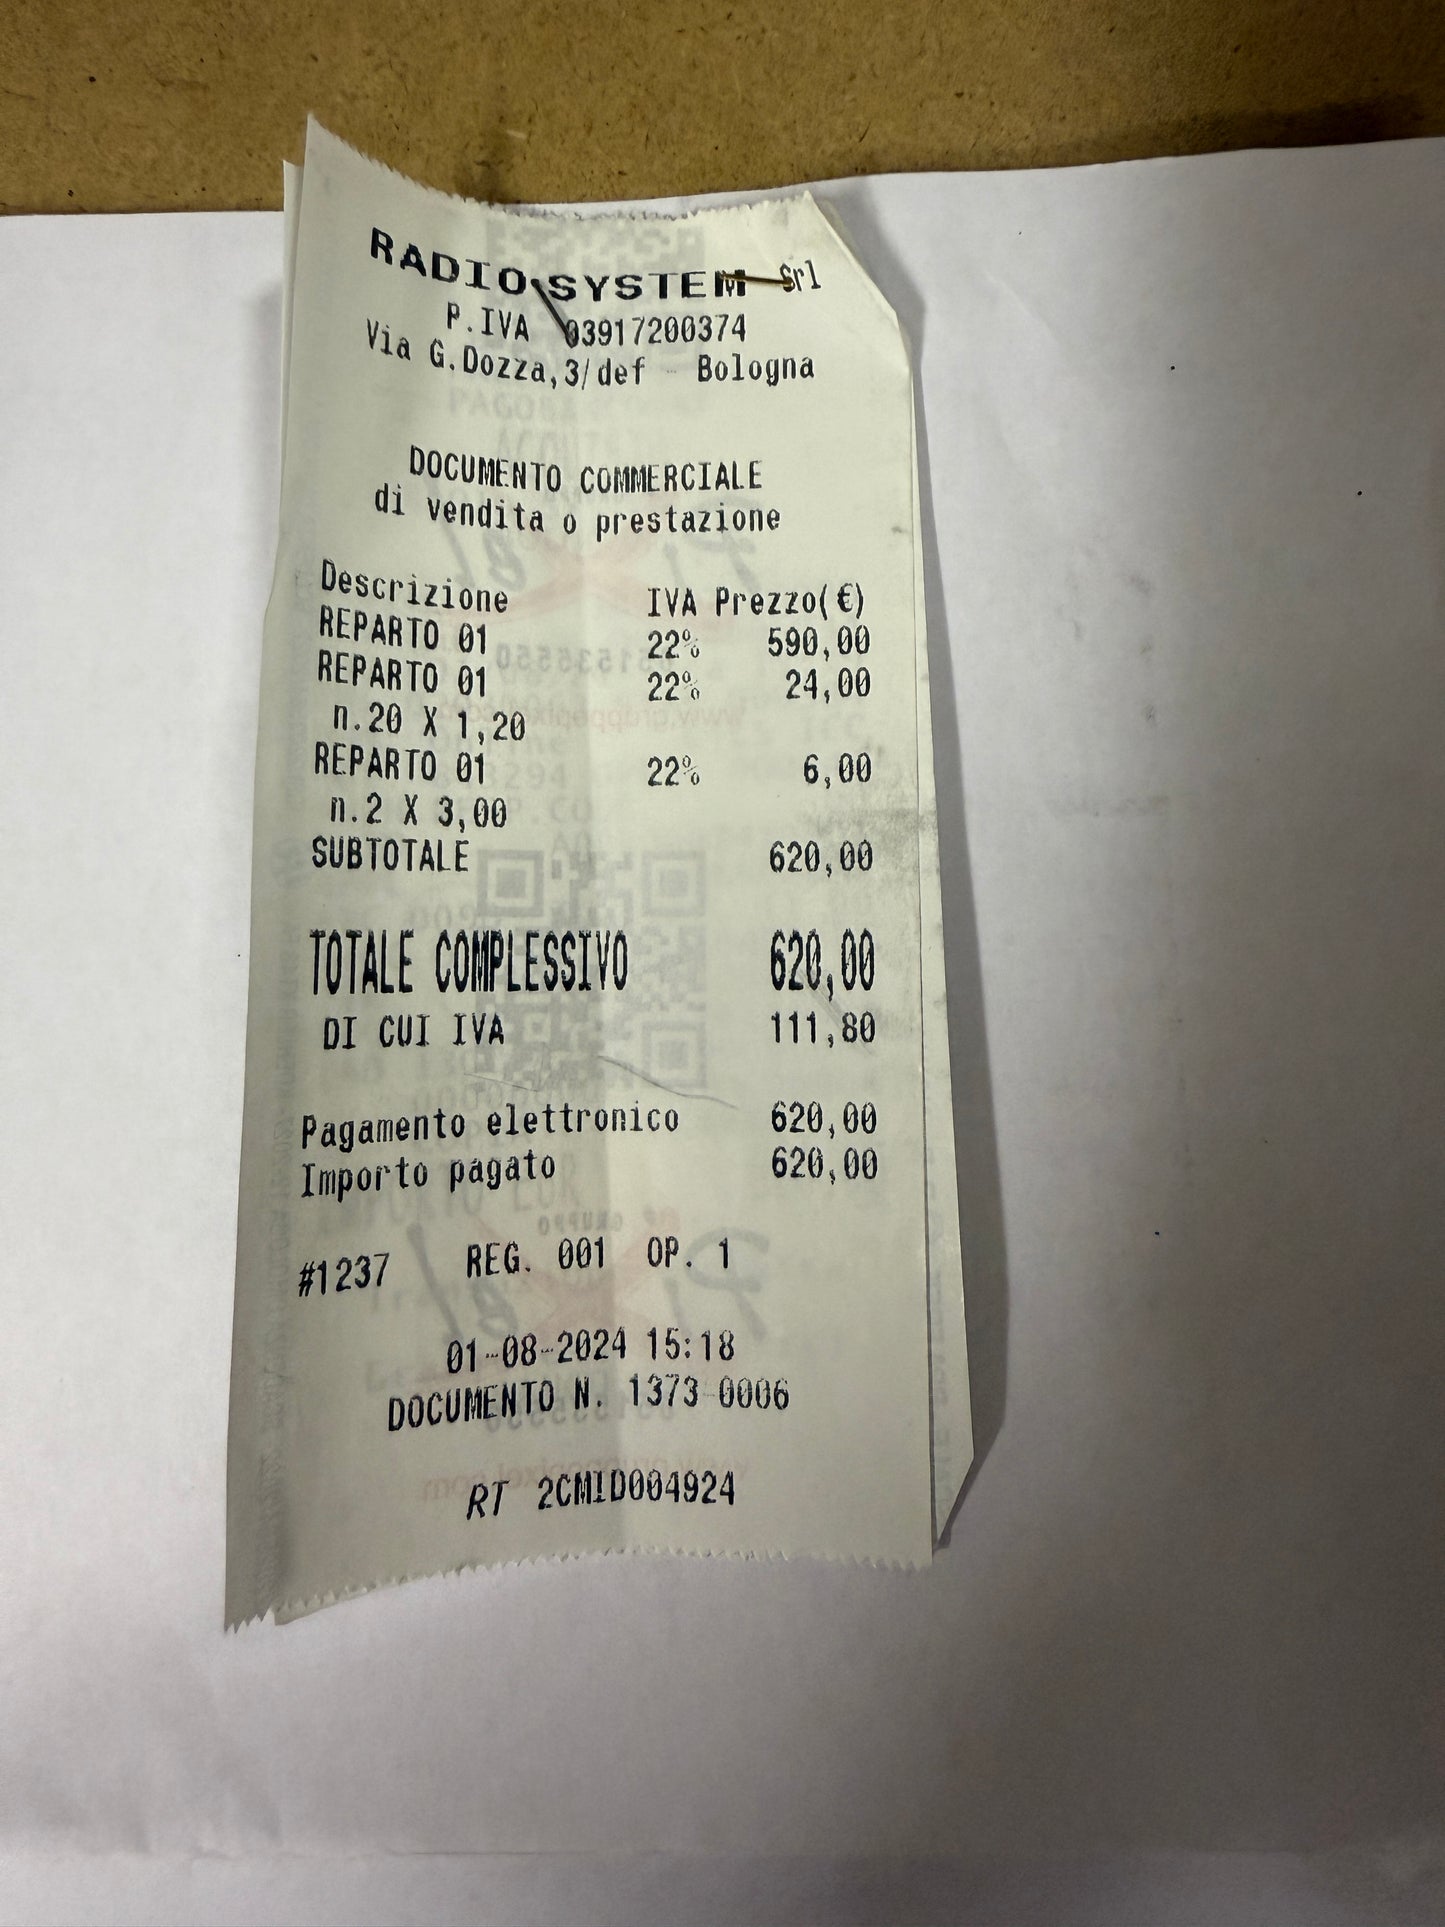 RADIO SYSTEM Srl
P.IVA 03917200374
Via G.Dozza,3/def - Bologna
DOCUMENTO COMMERCIALE
di vendita o prestazione
Descrizione IVA Prezzo(€)
REPARTO 01 22% 590,00
REPARTO 01 22% 24,00
n.20 X 1,20
REPARTO 01 22% 6,00
n.2 X 3,00
SUBTOTALE 620,00
TOTALE COMPLESSIVO 620,00
DI CUI IVA 111,80
Pagamento elettronico 620,00
Importo pagato 620,00
#1237 REG. 001 OP. 1
01-08-2024 15:18
DOCUMENTO N. 1373-0006
RT 2CMID004924